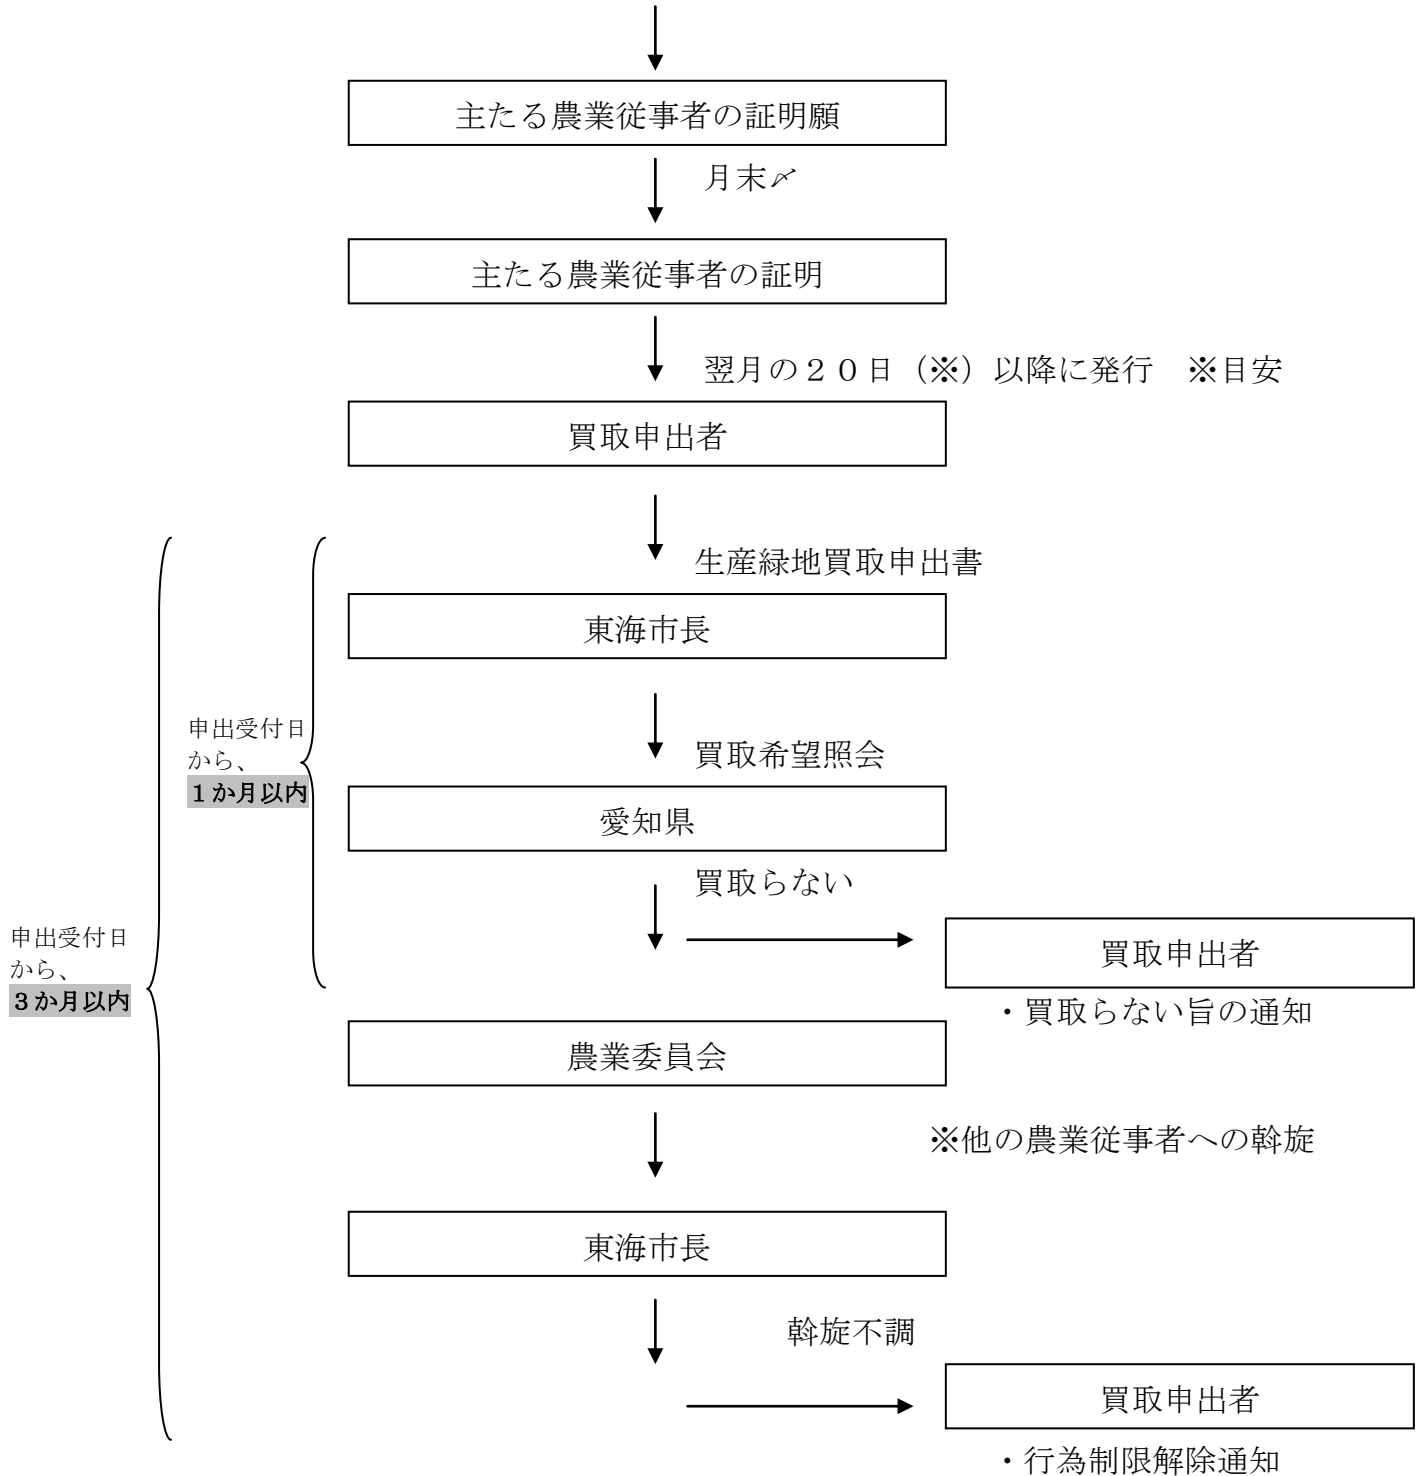 主たる農業従事者の証明願
月末〆
主たる農業従事者の証明
翌月の２０日（※）以降に発行　※目安
買取申出者
生産緑地買取申出書
東海市長
申出受付日
から、
１か月以内
買取希望照会
愛知県
買取らない
申出受付日
から、
３か月以内
買取申出者
・買取らない旨の通知
農業委員会
※他の農業従事者への斡旋
東海市長
斡旋不調
買取申出者
・行為制限解除通知